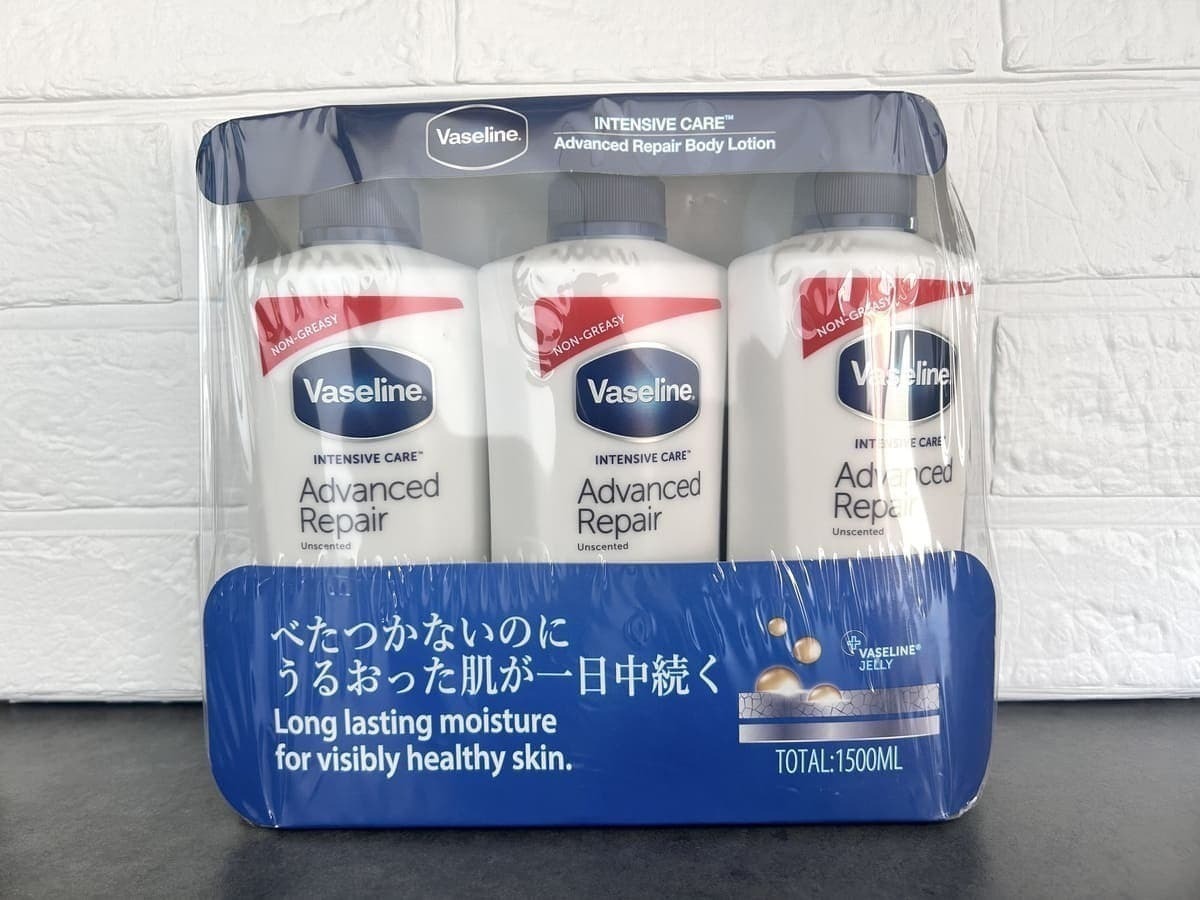 Vaseline®
INTENSIVE CARE™
Advanced Repair Body Lotion
NON-GREASY
Vaseline®
INTENSIVE CARE™
Advanced
Repair
Unscented
NON-GREASY
Vaseline®
INTENSIVE CARE™
Advanced
Repair
Unscented
NON-GREASY
Vaseline
INTENSIVE CARE™
Advanced
Repair
Unscented
べたつかないのに
うるおった肌が一日中続く
Long lasting moisture
for visibly healthy skin.
VASELINE®
JELLY
TOTAL:1500ML